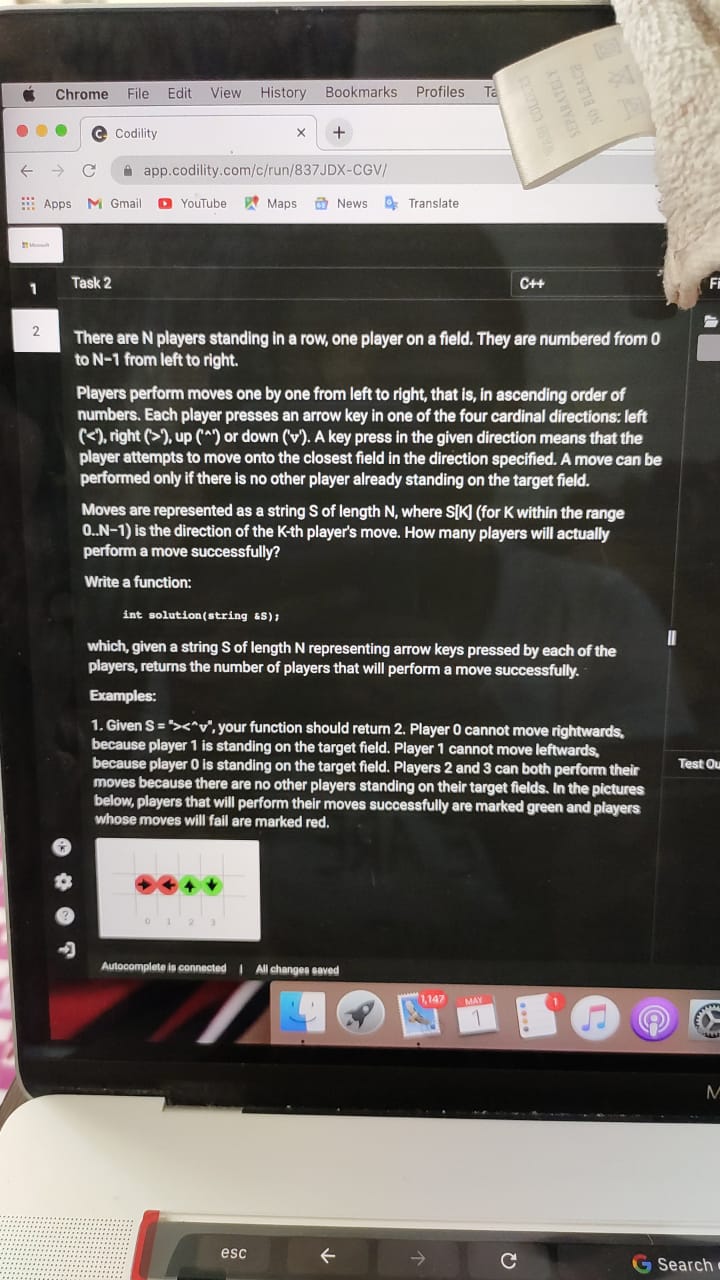 WASH COLOURS
SEPARATELY
NO BLEACH
Chrome File Edit View History Bookmarks Profiles Ta
Codility × +
app.codility.com/c/run/837JDX-CGV/
Apps Gmail YouTube Maps News Translate
Microsoft
1 Task 2 C++ Fi
2
There are N players standing in a row, one player on a field. They are numbered from 0
to N-1 from left to right.
Players perform moves one by one from left to right, that is, in ascending order of
numbers. Each player presses an arrow key in one of the four cardinal directions: left
('<'), right ('>'), up ('^') or down ('v'). A key press in the given direction means that the
player attempts to move onto the closest field in the direction specified. A move can be
performed only if there is no other player already standing on the target field.
Moves are represented as a string S of length N, where S[K] (for K within the range
0..N-1) is the direction of the K-th player's move. How many players will actually
perform a move successfully?
Write a function:
int solution(string &S);
which, given a string S of length N representing arrow keys pressed by each of the
players, returns the number of players that will perform a move successfully.
Examples:
1. Given S = "><^v", your function should return 2. Player 0 cannot move rightwards,
because player 1 is standing on the target field. Player 1 cannot move leftwards,
because player 0 is standing on the target field. Players 2 and 3 can both perform their
moves because there are no other players standing on their target fields. In the pictures
below, players that will perform their moves successfully are marked green and players
whose moves will fail are marked red.
Test Ou
0 1 2 3
Autocomplete is connected | All changes saved
1,147
MAY
1
1
M
esc
G Search